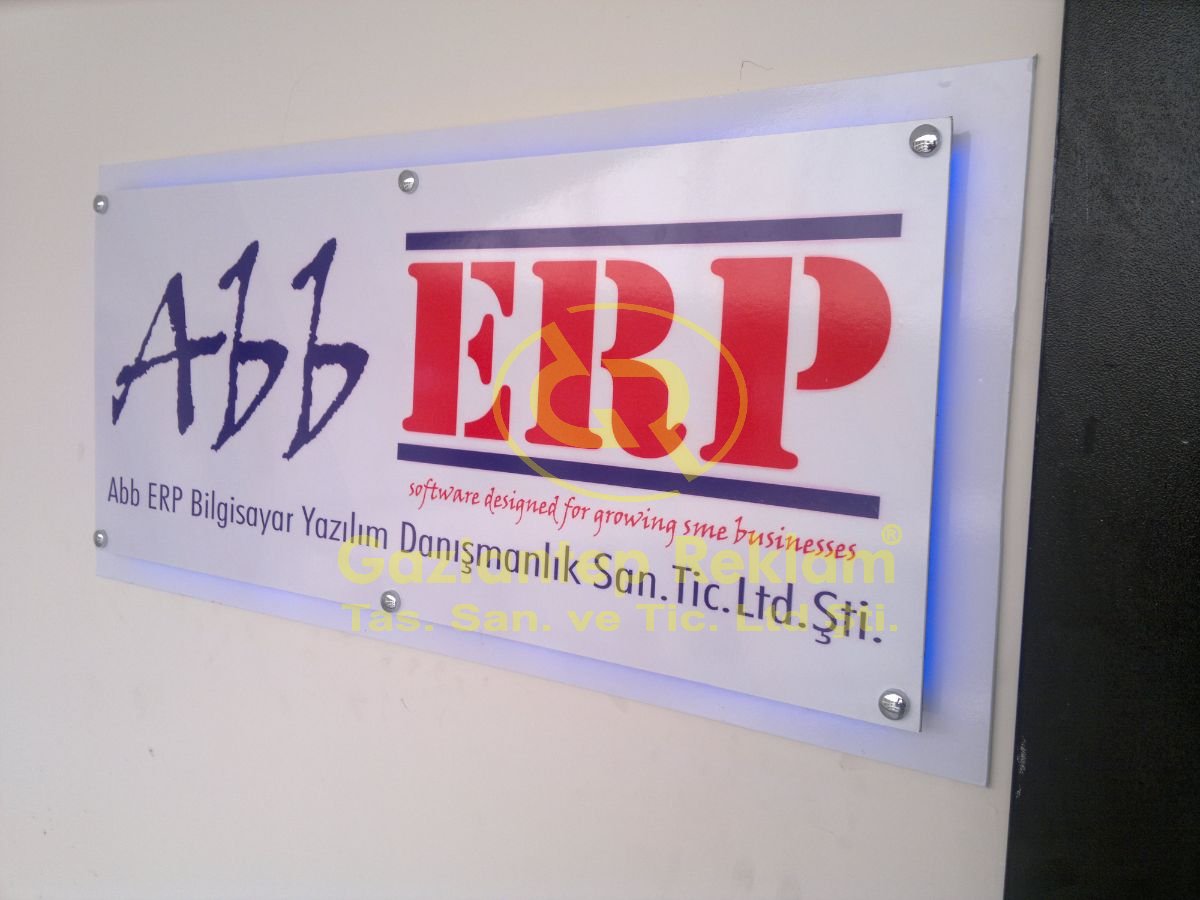 Abb ERP
software designed for growing sme businesses
Abb ERP Bilgisayar Yazılım Danışmanlık San.Tic.Ltd.Şti.
Gaziantep Reklam®
Tas. San. ve Tic. Ltd.Şti.